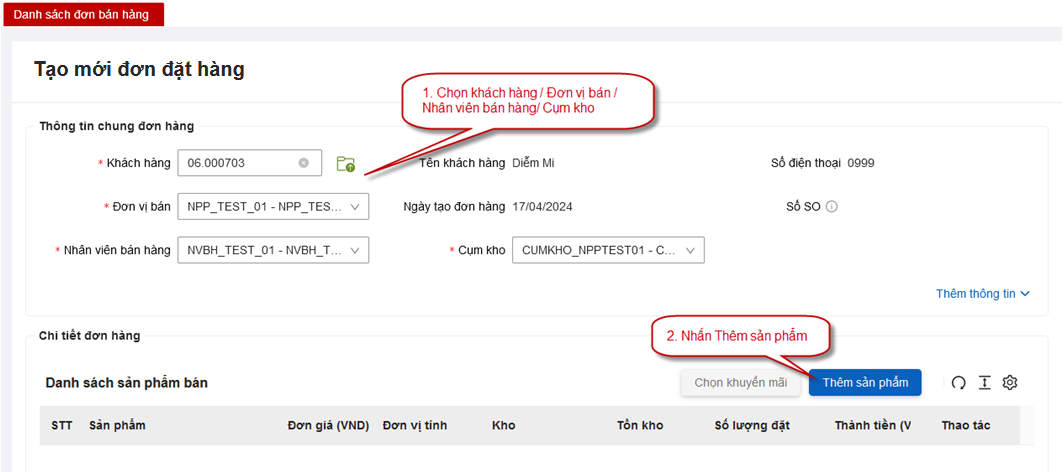 Danh sách đơn bán hàng
Tạo mới đơn đặt hàng
1. Chọn khách hàng / Đơn vị bán /
Nhân viên bán hàng/ Cụm kho
Thông tin chung đơn hàng
* Khách hàng 06.000703 Tên khách hàng Diễm Mi Số điện thoại 0999
* Đơn vị bán NPP_TEST_01 - NPP_TES... Ngày tạo đơn hàng 17/04/2024 Số SO
* Nhân viên bán hàng NVBH_TEST_01 - NVBH_T... * Cụm kho CUMKHO_NPPTEST01 - C...
Thêm thông tin
Chi tiết đơn hàng
2. Nhấn Thêm sản phẩm
Danh sách sản phẩm bán Chọn khuyến mãi Thêm sản phẩm
STT Sản phẩm Đơn giá (VND) Đơn vị tính Kho Tồn kho Số lượng đặt Thành tiền (V Thao tác